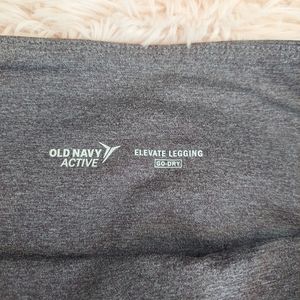 OLD NAVY
ACTIVE
ELEVATE LEGGING
GO-DRY